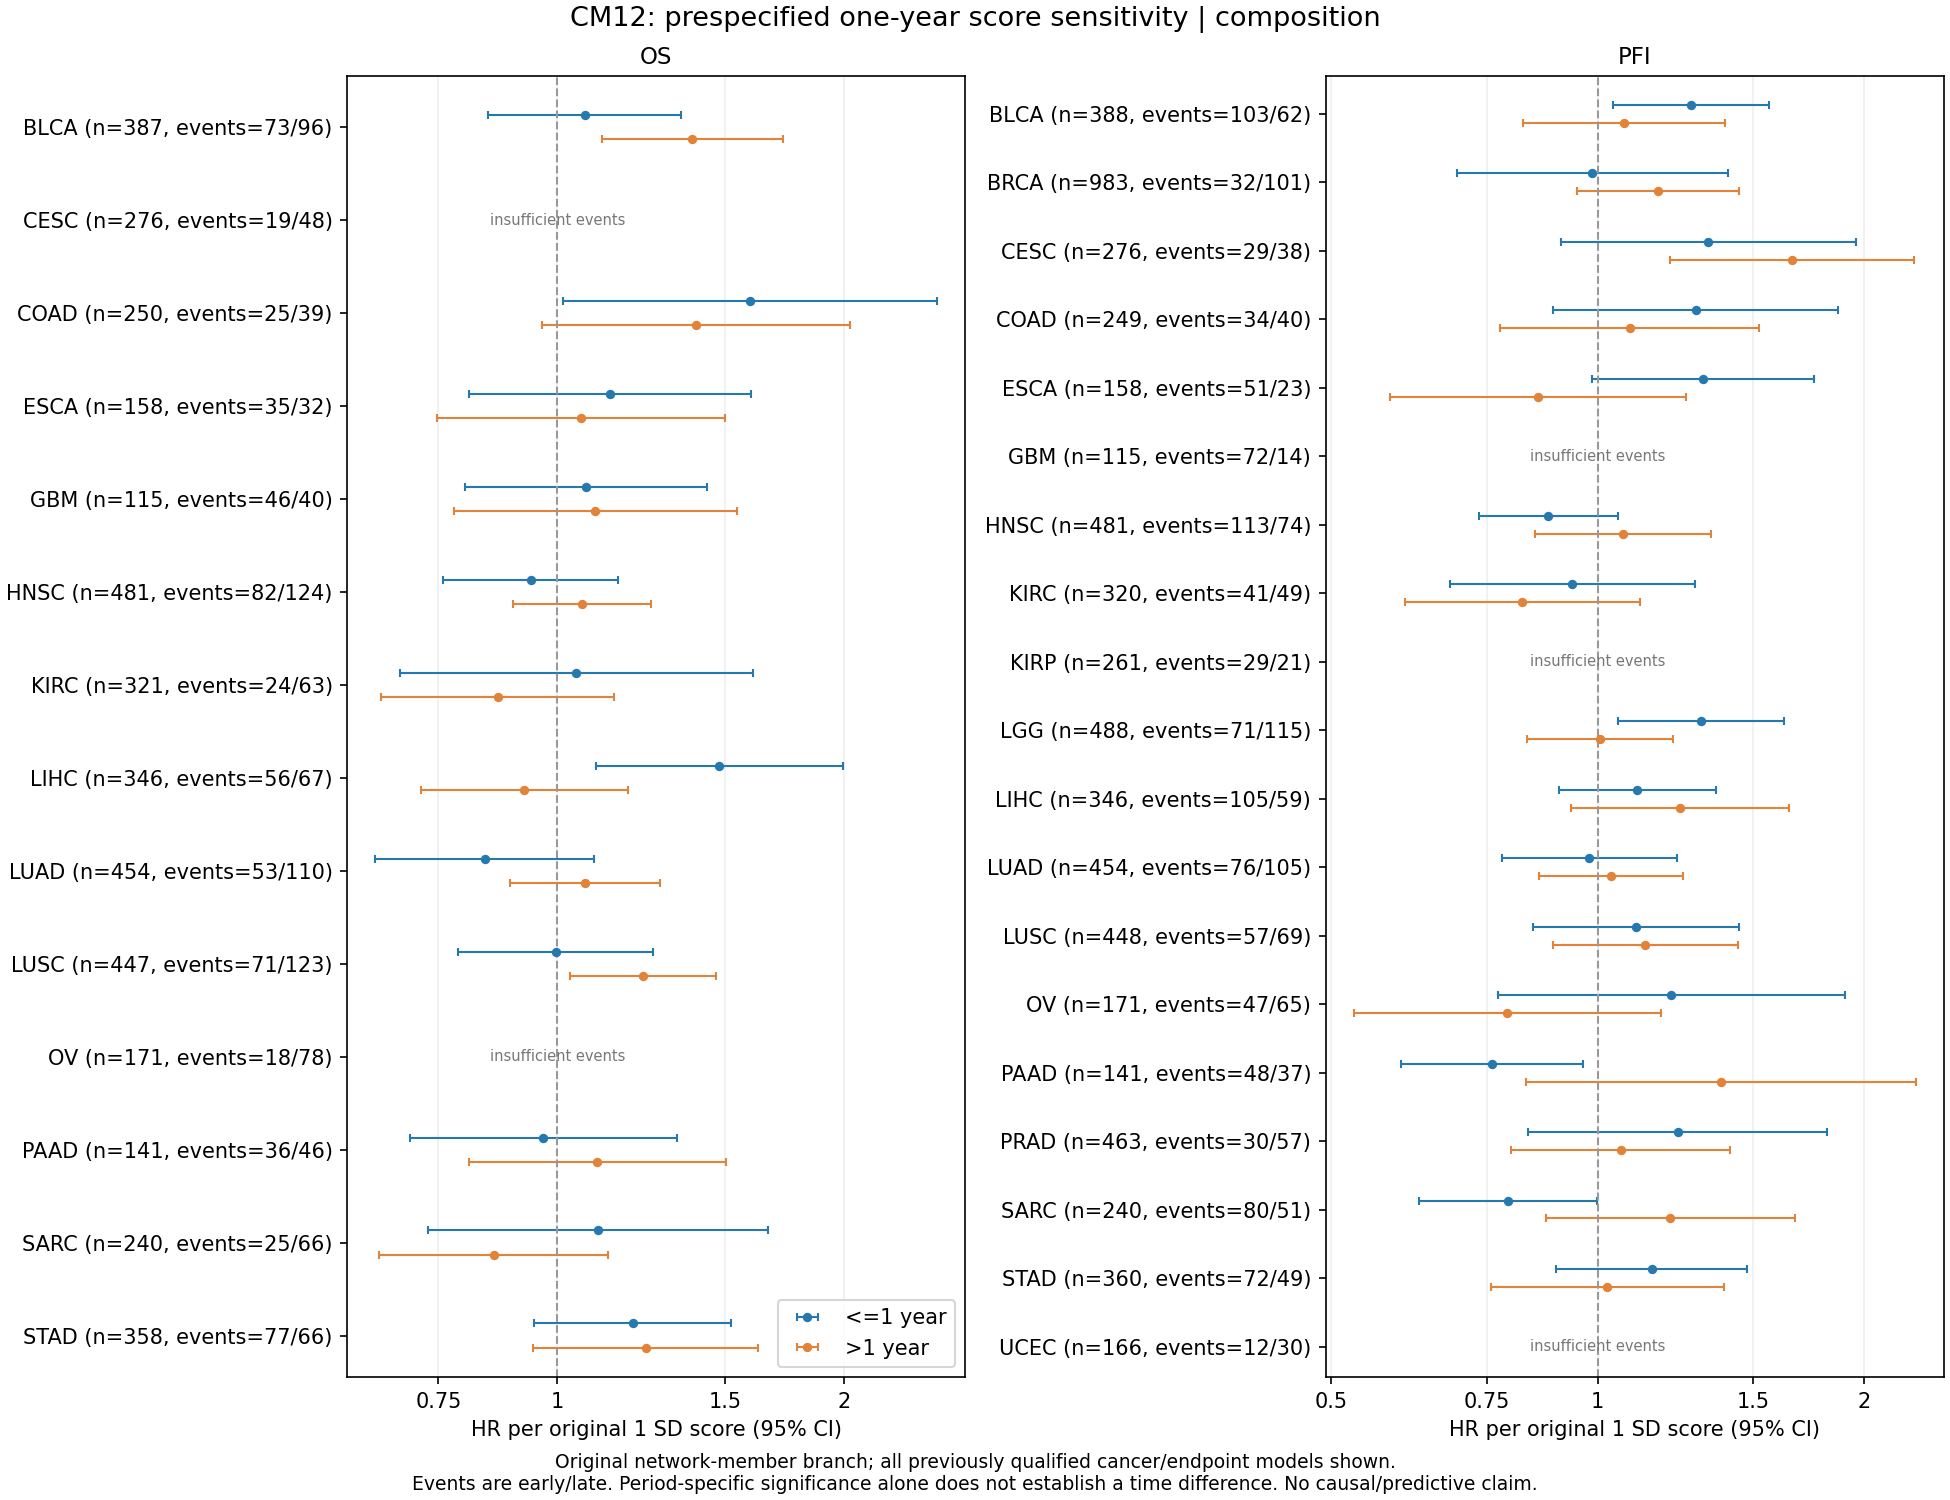 CM12: prespecified one-year score sensitivity | composition
OS
BLCA (n=387, events=73/96)
CESC (n=276, events=19/48)
insufficient events
COAD (n=250, events=25/39)
ESCA (n=158, events=35/32)
GBM (n=115, events=46/40)
HNSC (n=481, events=82/124)
KIRC (n=321, events=24/63)
LIHC (n=346, events=56/67)
LUAD (n=454, events=53/110)
LUSC (n=447, events=71/123)
OV (n=171, events=18/78)
insufficient events
PAAD (n=141, events=36/46)
SARC (n=240, events=25/66)
STAD (n=358, events=77/66)
<=1 year
>1 year
0.75 1 1.5 2
HR per original 1 SD score (95% CI)
PFI
BLCA (n=388, events=103/62)
BRCA (n=983, events=32/101)
CESC (n=276, events=29/38)
COAD (n=249, events=34/40)
ESCA (n=158, events=51/23)
GBM (n=115, events=72/14)
insufficient events
HNSC (n=481, events=113/74)
KIRC (n=320, events=41/49)
KIRP (n=261, events=29/21)
insufficient events
LGG (n=488, events=71/115)
LIHC (n=346, events=105/59)
LUAD (n=454, events=76/105)
LUSC (n=448, events=57/69)
OV (n=171, events=47/65)
PAAD (n=141, events=48/37)
PRAD (n=463, events=30/57)
SARC (n=240, events=80/51)
STAD (n=360, events=72/49)
UCEC (n=166, events=12/30)
insufficient events
0.5 0.75 1 1.5 2
HR per original 1 SD score (95% CI)
Original network-member branch; all previously qualified cancer/endpoint models shown.
Events are early/late. Period-specific significance alone does not establish a time difference. No causal/predictive claim.